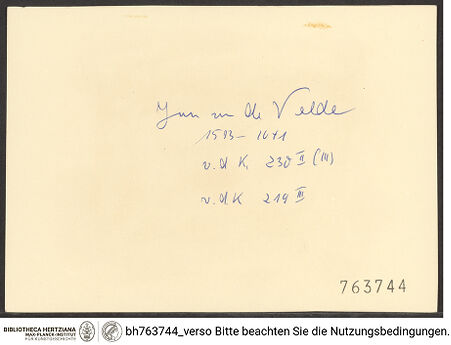 Jan v. de Velde
1593-1641
v. d K. 230 II (III)
v. d K 219 III
763744
BIBLIOTHECA HERTZIANA
MAX-PLANCK-INSTITUT
FÜR KUNSTGESCHICHTE
bh763744_verso Bitte beachten Sie die Nutzungsbedingungen.